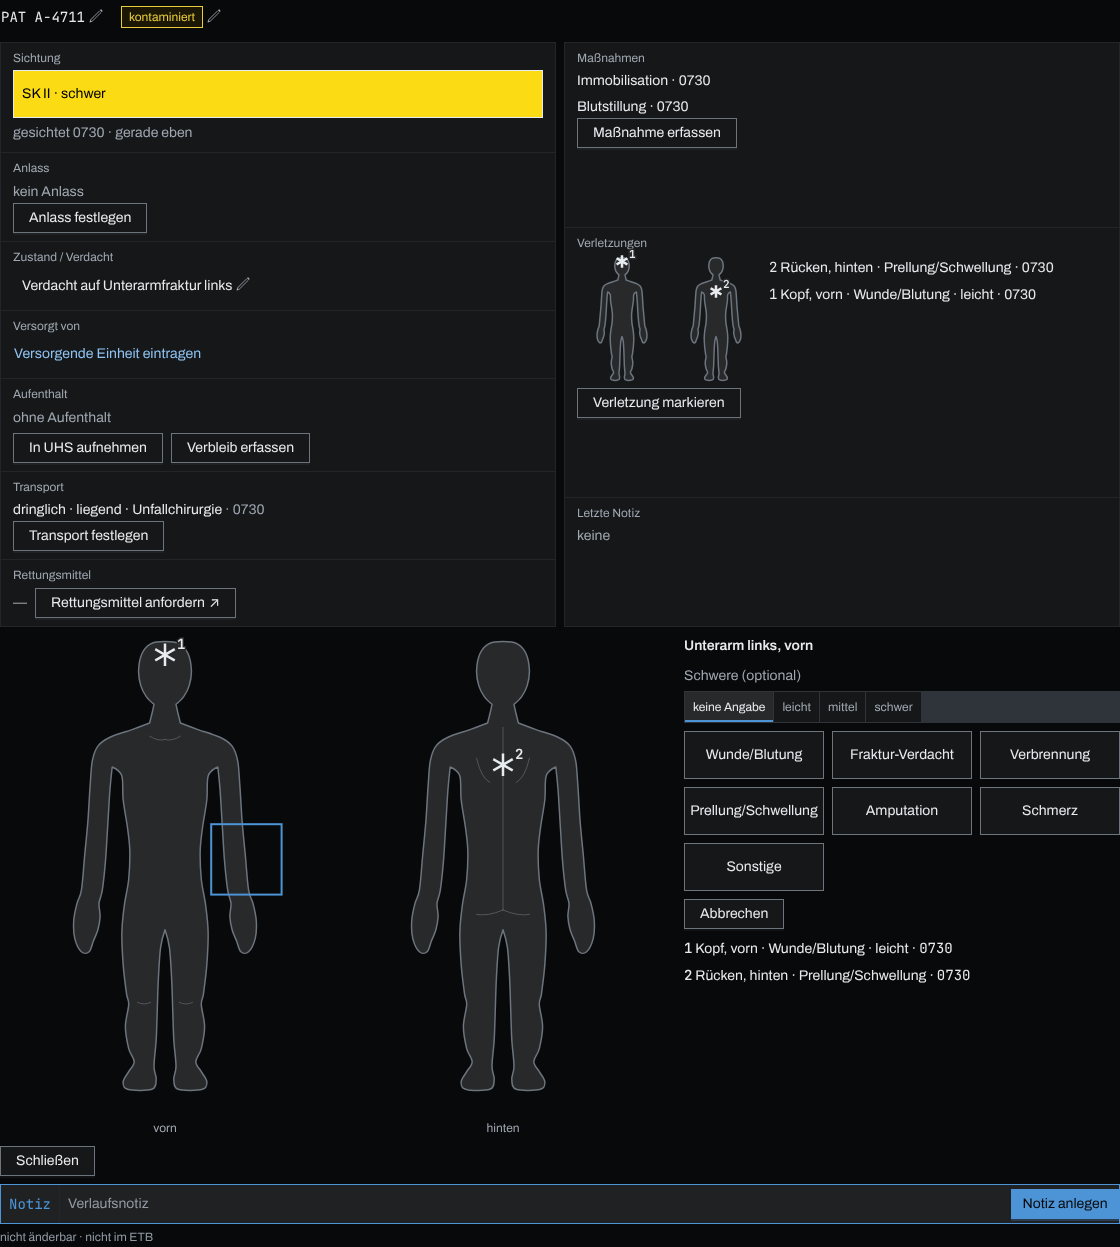 PAT A-4711 kontaminiert
Sichtung
SK II · schwer
gesichtet 0730 · gerade eben
Anlass
kein Anlass
Anlass festlegen
Zustand / Verdacht
Verdacht auf Unterarmfraktur links
Versorgt von
Versorgende Einheit eintragen
Aufenthalt
ohne Aufenthalt
In UHS aufnehmen Verbleib erfassen
Transport
dringlich · liegend · Unfallchirurgie · 0730
Transport festlegen
Rettungsmittel
— Rettungsmittel anfordern ↗
Maßnahmen
Immobilisation · 0730
Blutstillung · 0730
Maßnahme erfassen
Verletzungen
1
2
2 Rücken, hinten · Prellung/Schwellung · 0730
1 Kopf, vorn · Wunde/Blutung · leicht · 0730
Verletzung markieren
Letzte Notiz
keine
1
2
vorn
hinten
Unterarm links, vorn
Schwere (optional)
keine Angabe leicht mittel schwer
Wunde/Blutung Fraktur-Verdacht Verbrennung
Prellung/Schwellung Amputation Schmerz
Sonstige
Abbrechen
1 Kopf, vorn · Wunde/Blutung · leicht · 0730
2 Rücken, hinten · Prellung/Schwellung · 0730
Schließen
Notiz Verlaufsnotiz Notiz anlegen
nicht änderbar · nicht im ETB